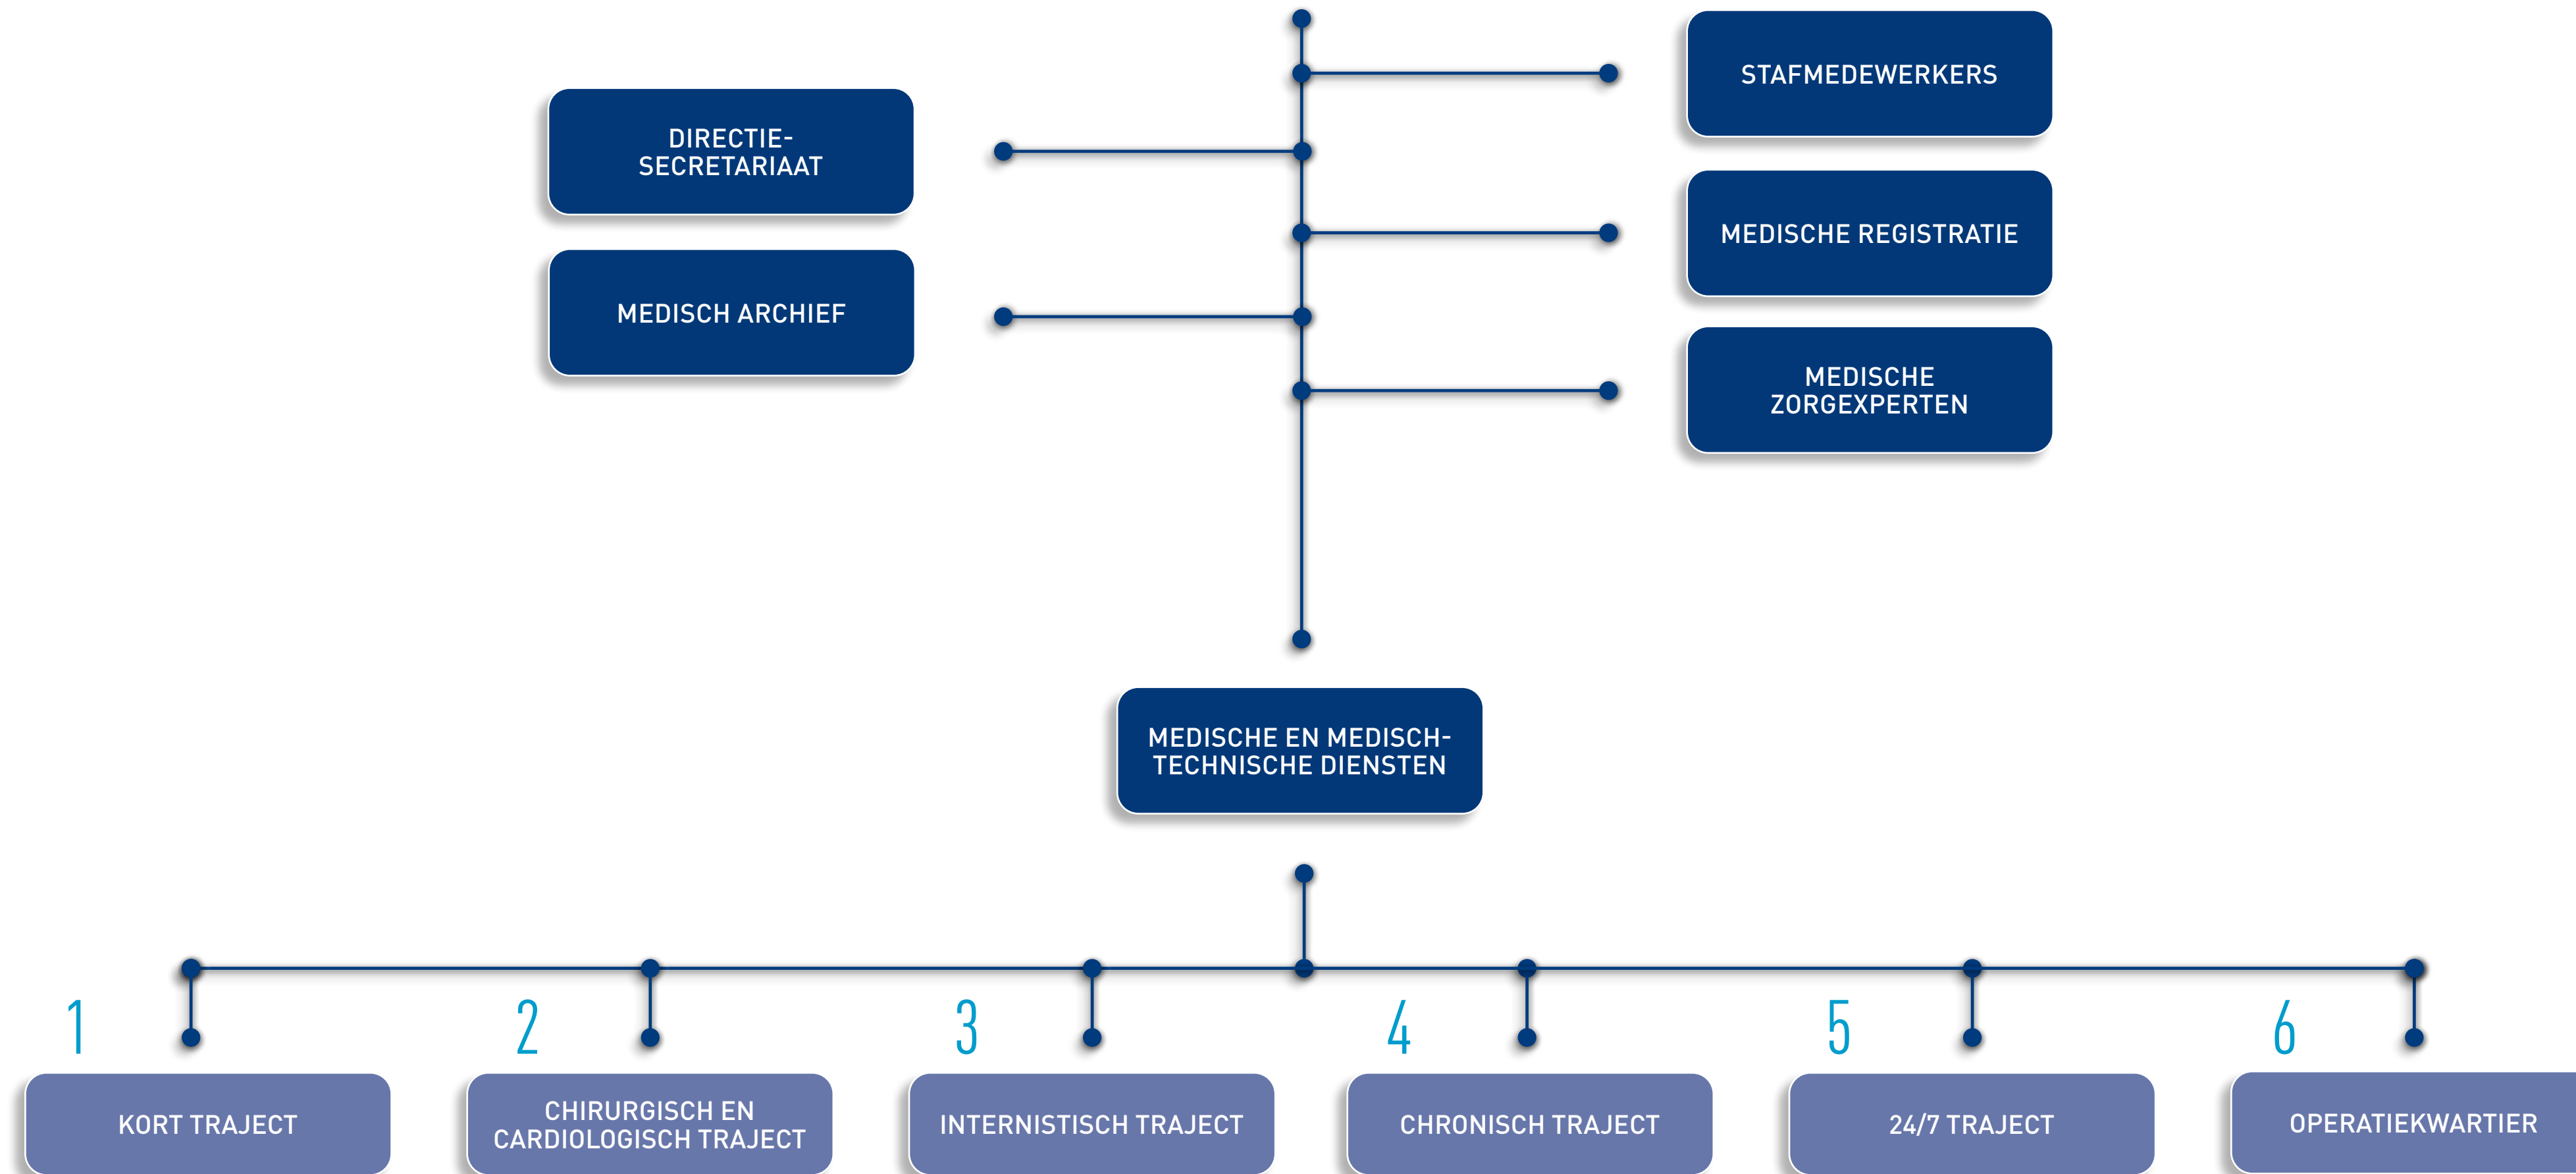 STAFMEDEWERKERS
DIRECTIE-
SECRETARIAAT
MEDISCHE REGISTRATIE
MEDISCH ARCHIEF
MEDISCHE
ZORGEXPERTEN
MEDISCHE EN MEDISCH-
TECHNISCHE DIENSTEN
1
KORT TRAJECT
2
CHIRURGISCH EN
CARDIOLOGISCH TRAJECT
3
INTERNISTISCH TRAJECT
4
CHRONISCH TRAJECT
5
24/7 TRAJECT
6
OPERATIEKWARTIER